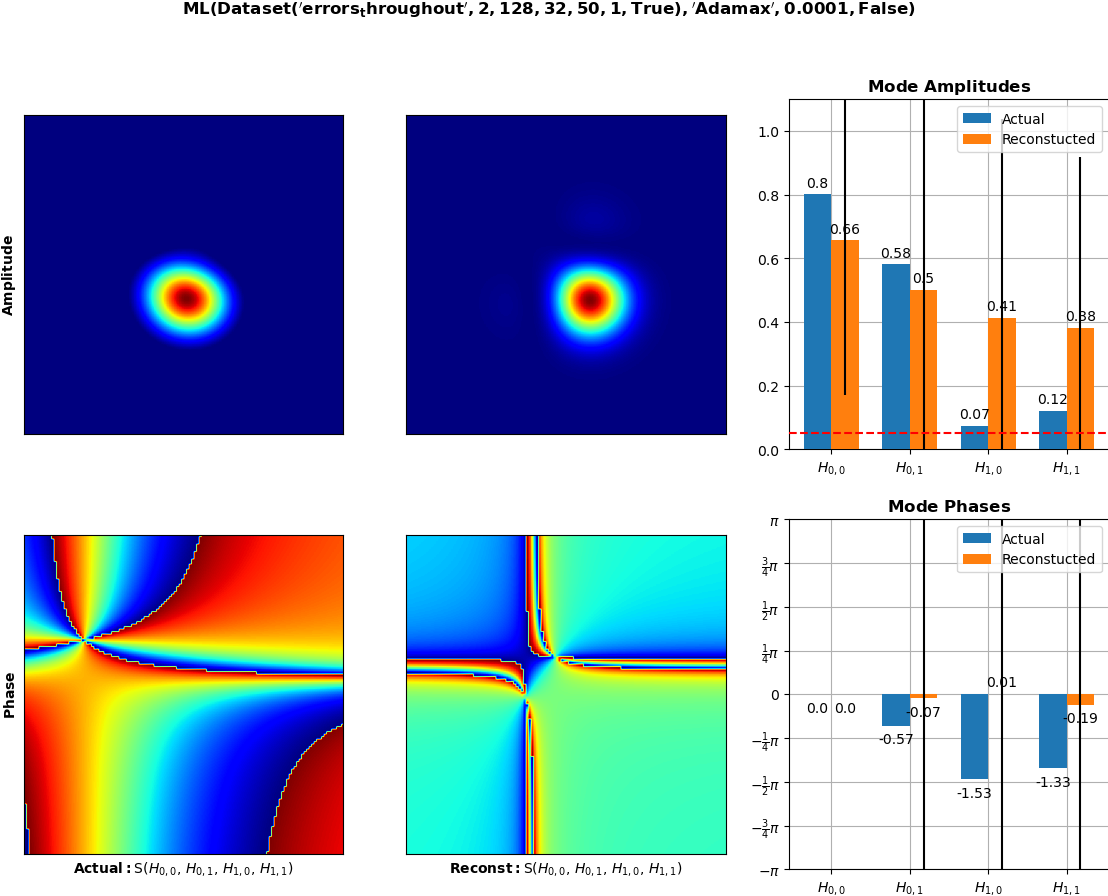 ML(Dataset('errors_throughout', 2, 128, 32, 50, 1, True), 'Adamax', 0.0001, False)
Amplitude
Mode Amplitudes
Actual
Reconstucted
1.0
0.8
0.6
0.4
0.2
0.0
0.8
0.66
0.58
0.5
0.07
0.41
0.12
0.38
H0,0
H0,1
H1,0
H1,1
Phase
Actual: S(H0,0, H0,1, H1,0, H1,1)
Reconst: S(H0,0, H0,1, H1,0, H1,1)
Mode Phases
Actual
Reconstucted
π
3/4π
1/2π
1/4π
0
−1/4π
−1/2π
−3/4π
−π
0.0
0.0
-0.57
-0.07
-1.53
0.01
-1.33
-0.19
H0,0
H0,1
H1,0
H1,1